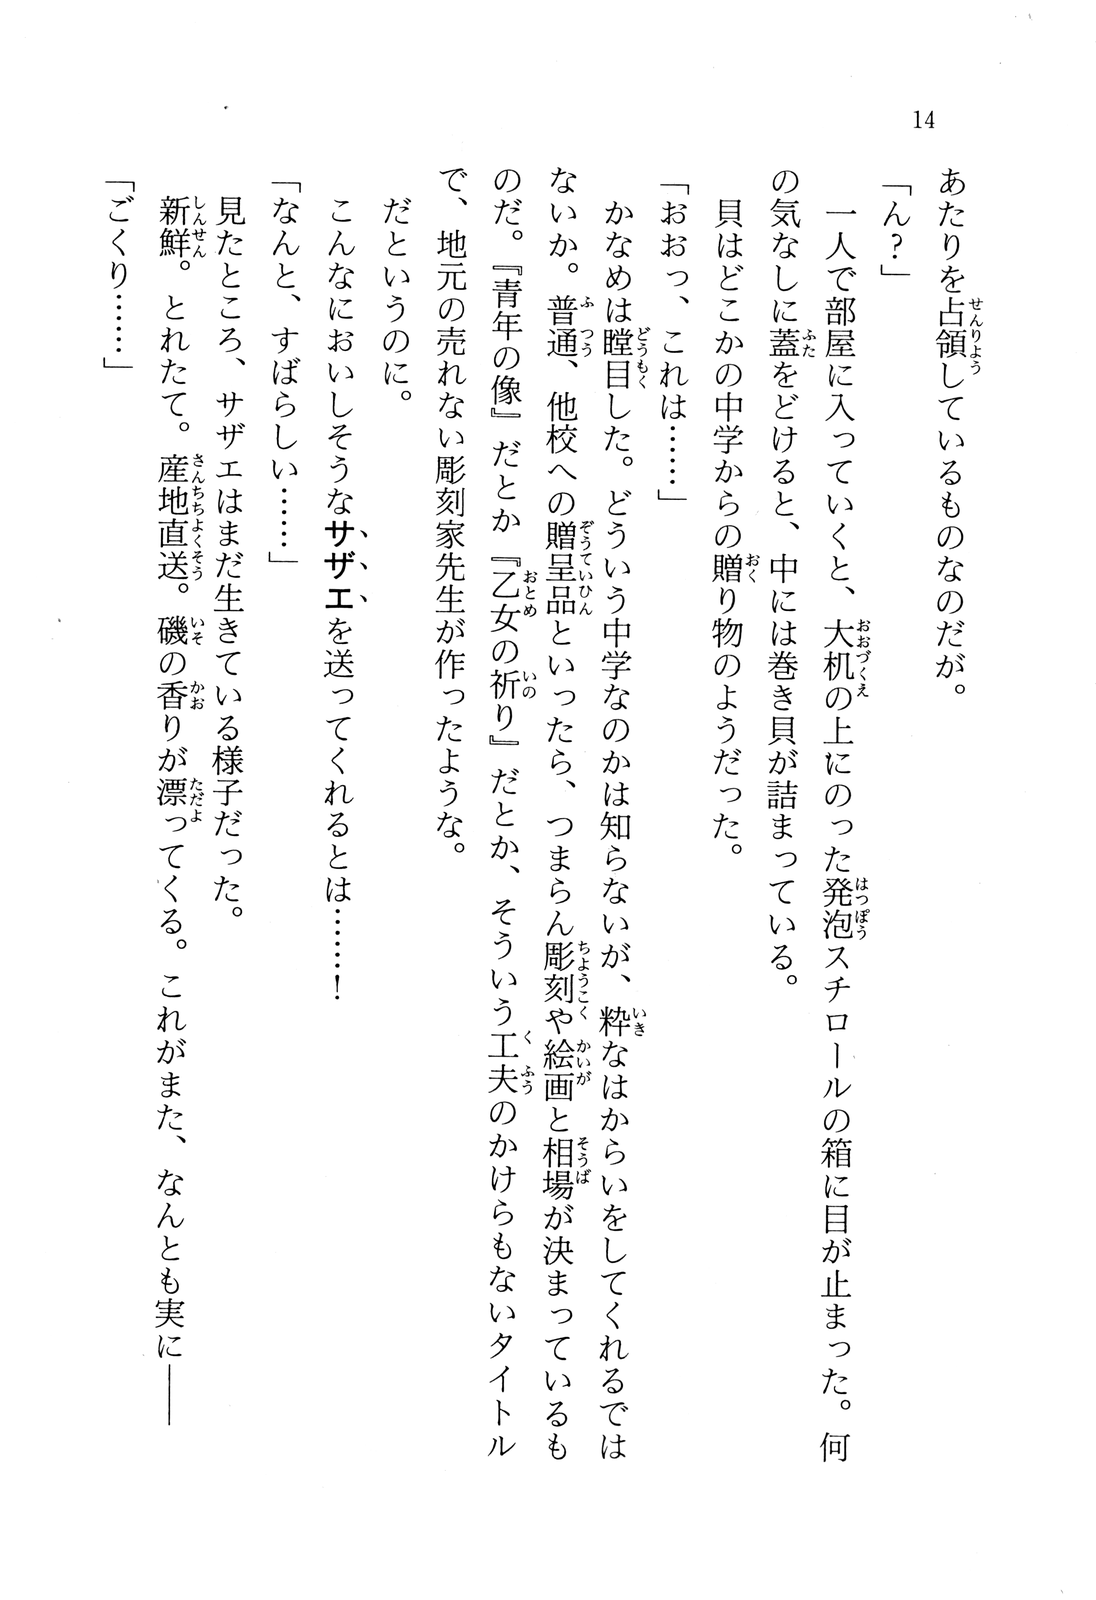 14
あたりを占領しているものなのだが。
「ん?」
一人で部屋に入っていくと、大机の上にのった発泡スチロールの箱に目が止まった。何
の気なしに蓋をどけると、中には巻き貝が詰まっている。
貝はどこかの中学からの贈り物のようだった。
「おおっ、これは……」
かなめは瞠目した。どういう中学なのかは知らないが、粋なはからいをしてくれるでは
ないか。普通、他校への贈呈品といったら、つまらん彫刻や絵画と相場が決まっているも
のだ。『青年の像』だとか『乙女の祈り』だとか、そういう工夫のかけらもないタイトル
で、地元の売れない彫刻家先生が作ったような。
だというのに。
こんなにおいしそうなサザエを送ってくれるとは……!
「なんと、すばらしい……」
見たところ、サザエはまだ生きている様子だった。
新鮮。とれたて。産地直送。磯の香りが漂ってくる。これがまた、なんとも実に――
「ごくり……」